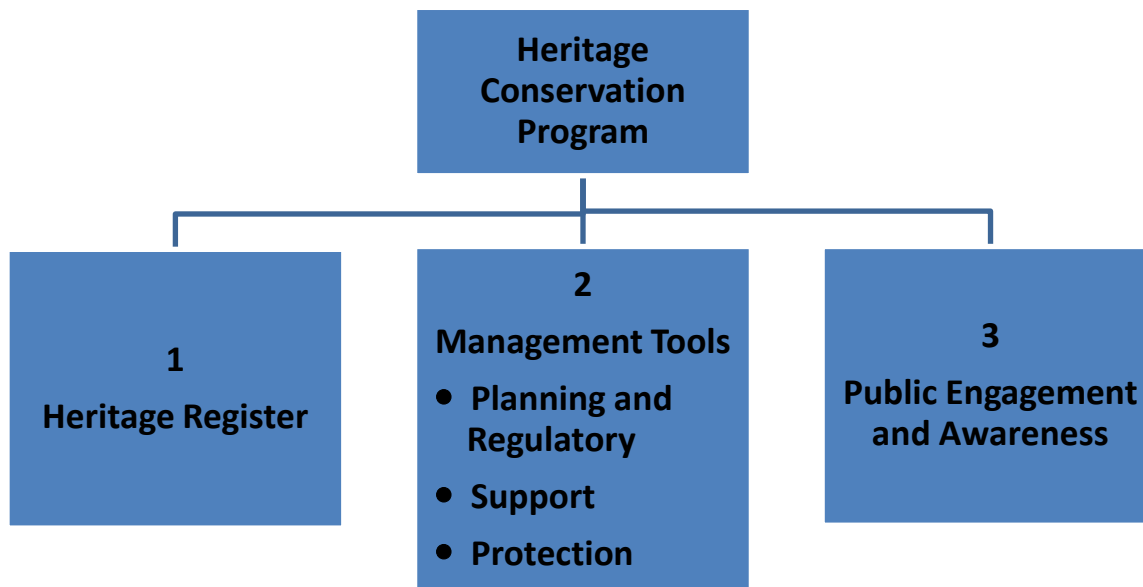 Heritage
Conservation
Program
1
Heritage Register
2
Management Tools
• Planning and
Regulatory
• Support
• Protection
3
Public Engagement
and Awareness